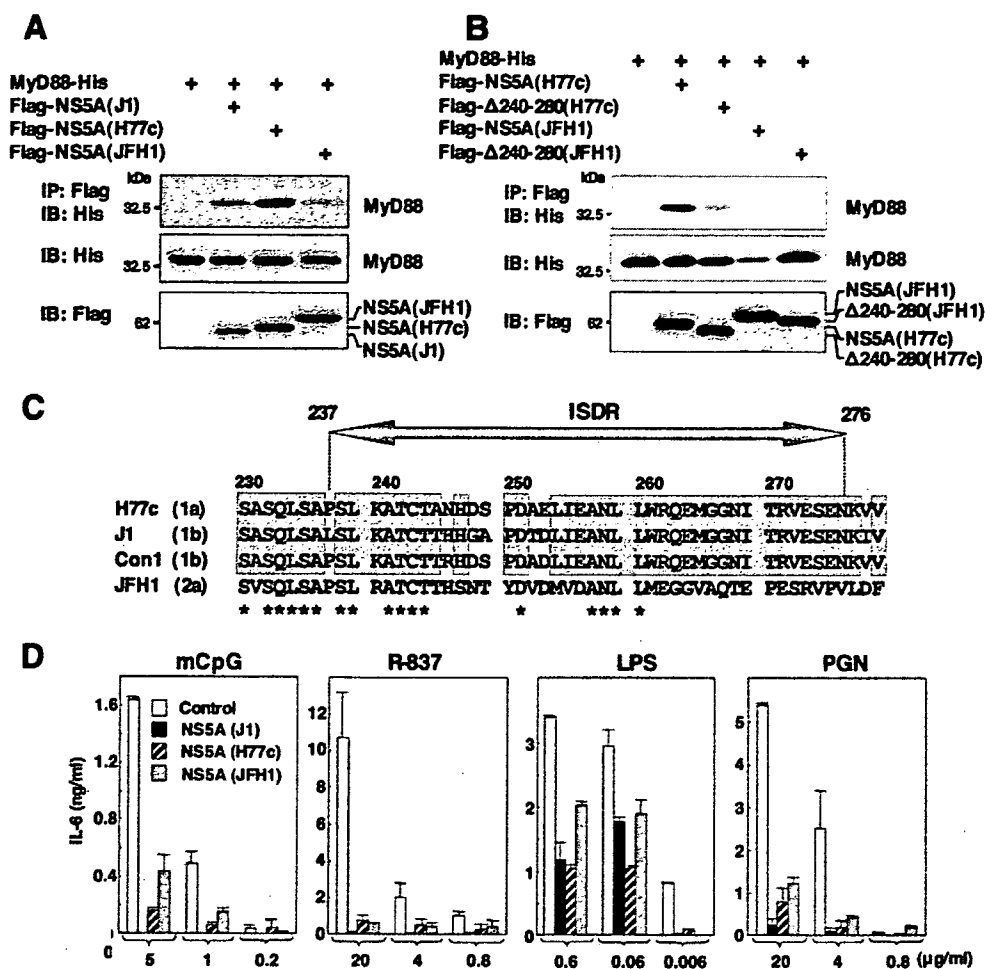 A
MyD88-His + + + +
Flag-NS5A(J1) +
Flag-NS5A(H77c) +
Flag-NS5A(JFH1) +
kDa
IP: Flag
IB: His
32.5
MyD88
IB: His
32.5
MyD88
IB: Flag
62
NS5A(JFH1)
NS5A(H77c)
NS5A(J1)
B
MyD88-His + + + + +
Flag-NS5A(H77c) +
Flag-Δ240-280(H77c) +
Flag-NS5A(JFH1) +
Flag-Δ240-280(JFH1) +
kDa
IP: Flag
IB: His
32.5
MyD88
IB: His
32.5
MyD88
IB: Flag
62
NS5A(JFH1)
Δ240-280(JFH1)
NS5A(H77c)
Δ240-280(H77c)
C
237 ISDR 276
230 240 250 260 270
H77c (1a) SASQLSAPSL KATCTANHDS PDAELIEANL LWRQEMGGNI TRVESENKVV
J1 (1b) SASQLSALSL KATCTTHHGA PDTDLIEANL LWRQEMGGNI TRVESENKIV
Con1 (1b) SASQLSAPSL KATCTTRHDS PDADLIEANL LWRQEMGGNI TRVESENKVV
JFH1 (2a) SVSQLSAPSL RATCTTHSNT YDVDMVDANL LMEGGVAQTE PESKVPVLDF
* ***** ** **** * *** *
D
mCpG R-837 LPS PGN
IL-6 (ng/ml)
1.6
1.2
0.8
0.4
0
Control
NS5A (J1)
NS5A (H77c)
NS5A (JFH1)
5 1 0.2
12
10
8
6
4
2
0
20 4 0.8
3
2
1
0
0.6 0.06 0.006
5
4
3
2
1
0
20 4 0.8 (μg/ml)